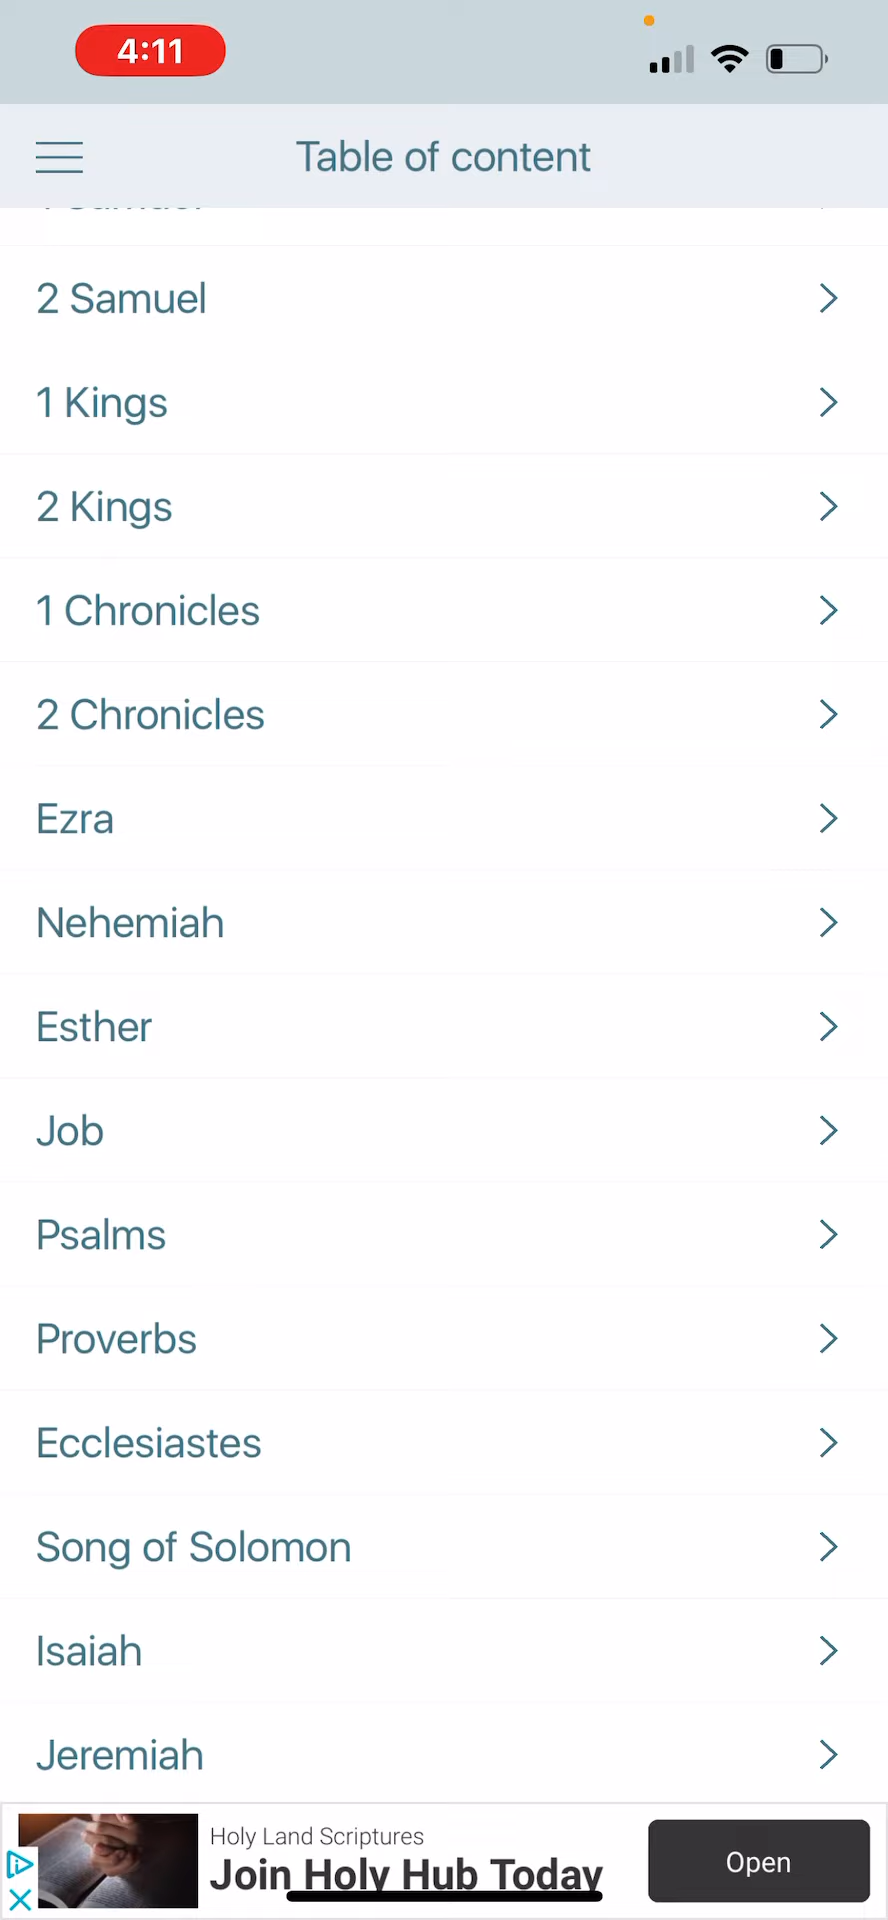 4:11
Table of content
2 Samuel
1 Kings
2 Kings
1 Chronicles
2 Chronicles
Ezra
Nehemiah
Esther
Job
Psalms
Proverbs
Ecclesiastes
Song of Solomon
Isaiah
Jeremiah
Holy Land Scriptures
Join Holy Hub Today
Open